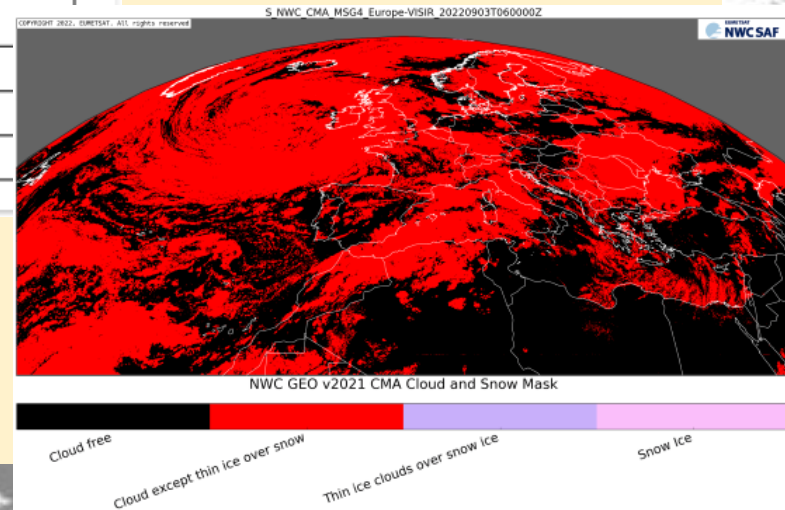 S_NWC_CMA_MSG4_Europe-VISIR_20220903T060000Z
COPYRIGHT 2022, EUMETSAT. All rights reserved
EUMETSAT
NWC SAF
NWC GEO v2021 CMA Cloud and Snow Mask
Cloud free
Cloud except thin ice over snow
Thin ice clouds over snow ice
Snow Ice